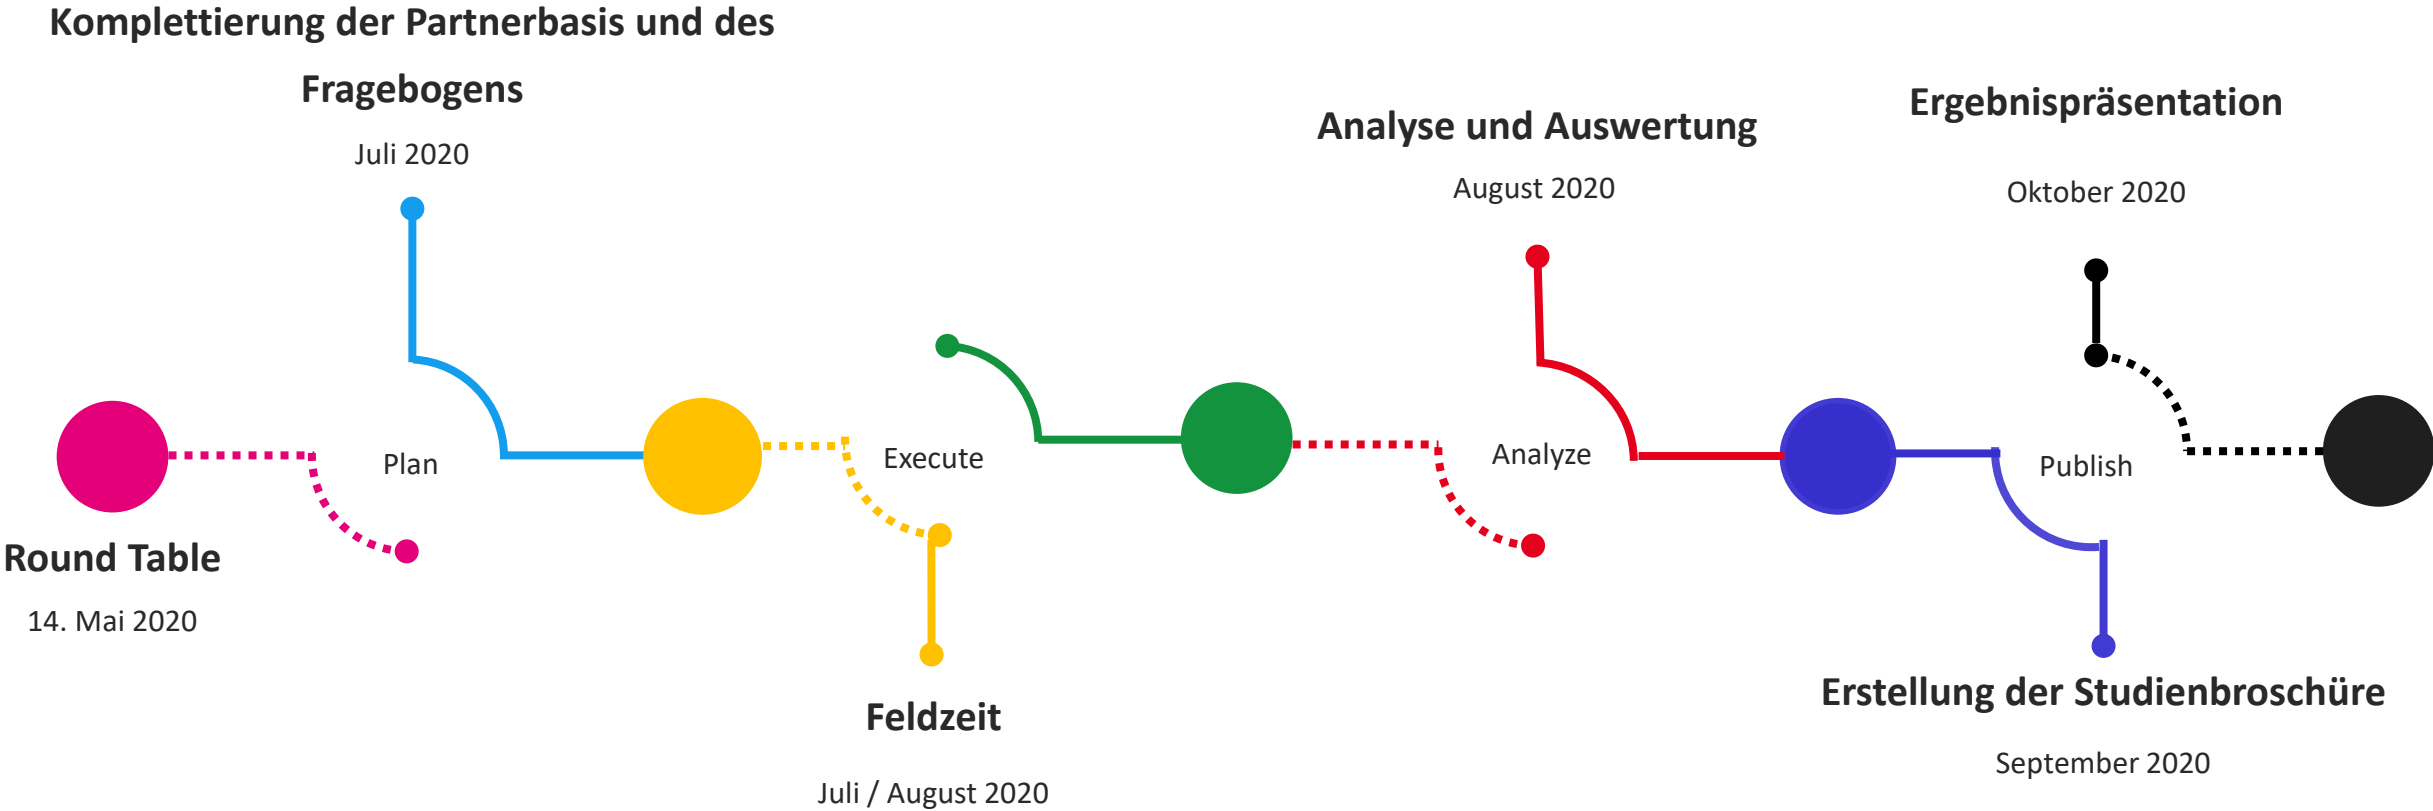 Komplettierung der Partnerbasis und des
Fragebogens
Juli 2020
Analyse und Auswertung
August 2020
Ergebnispräsentation
Oktober 2020
Plan
Execute
Analyze
Publish
Round Table
14. Mai 2020
Feldzeit
Juli / August 2020
Erstellung der Studienbroschüre
September 2020